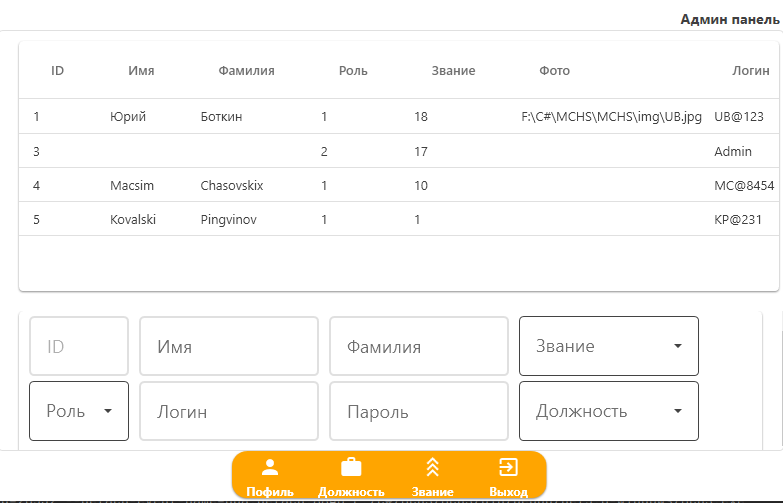 Админ панель
ID Имя Фамилия Роль Звание Фото Логин
1 Юрий Боткин 1 18 F:\C#\MCHS\MCHS\img\UB.jpg UB@123
3 2 17 Admin
4 Macsim Chasovskix 1 10 MC@8454
5 Kovalski Pingvinov 1 1 KP@231
ID Имя Фамилия Звание
Роль Логин Пароль Должность
Пофиль Должность Звание Выход